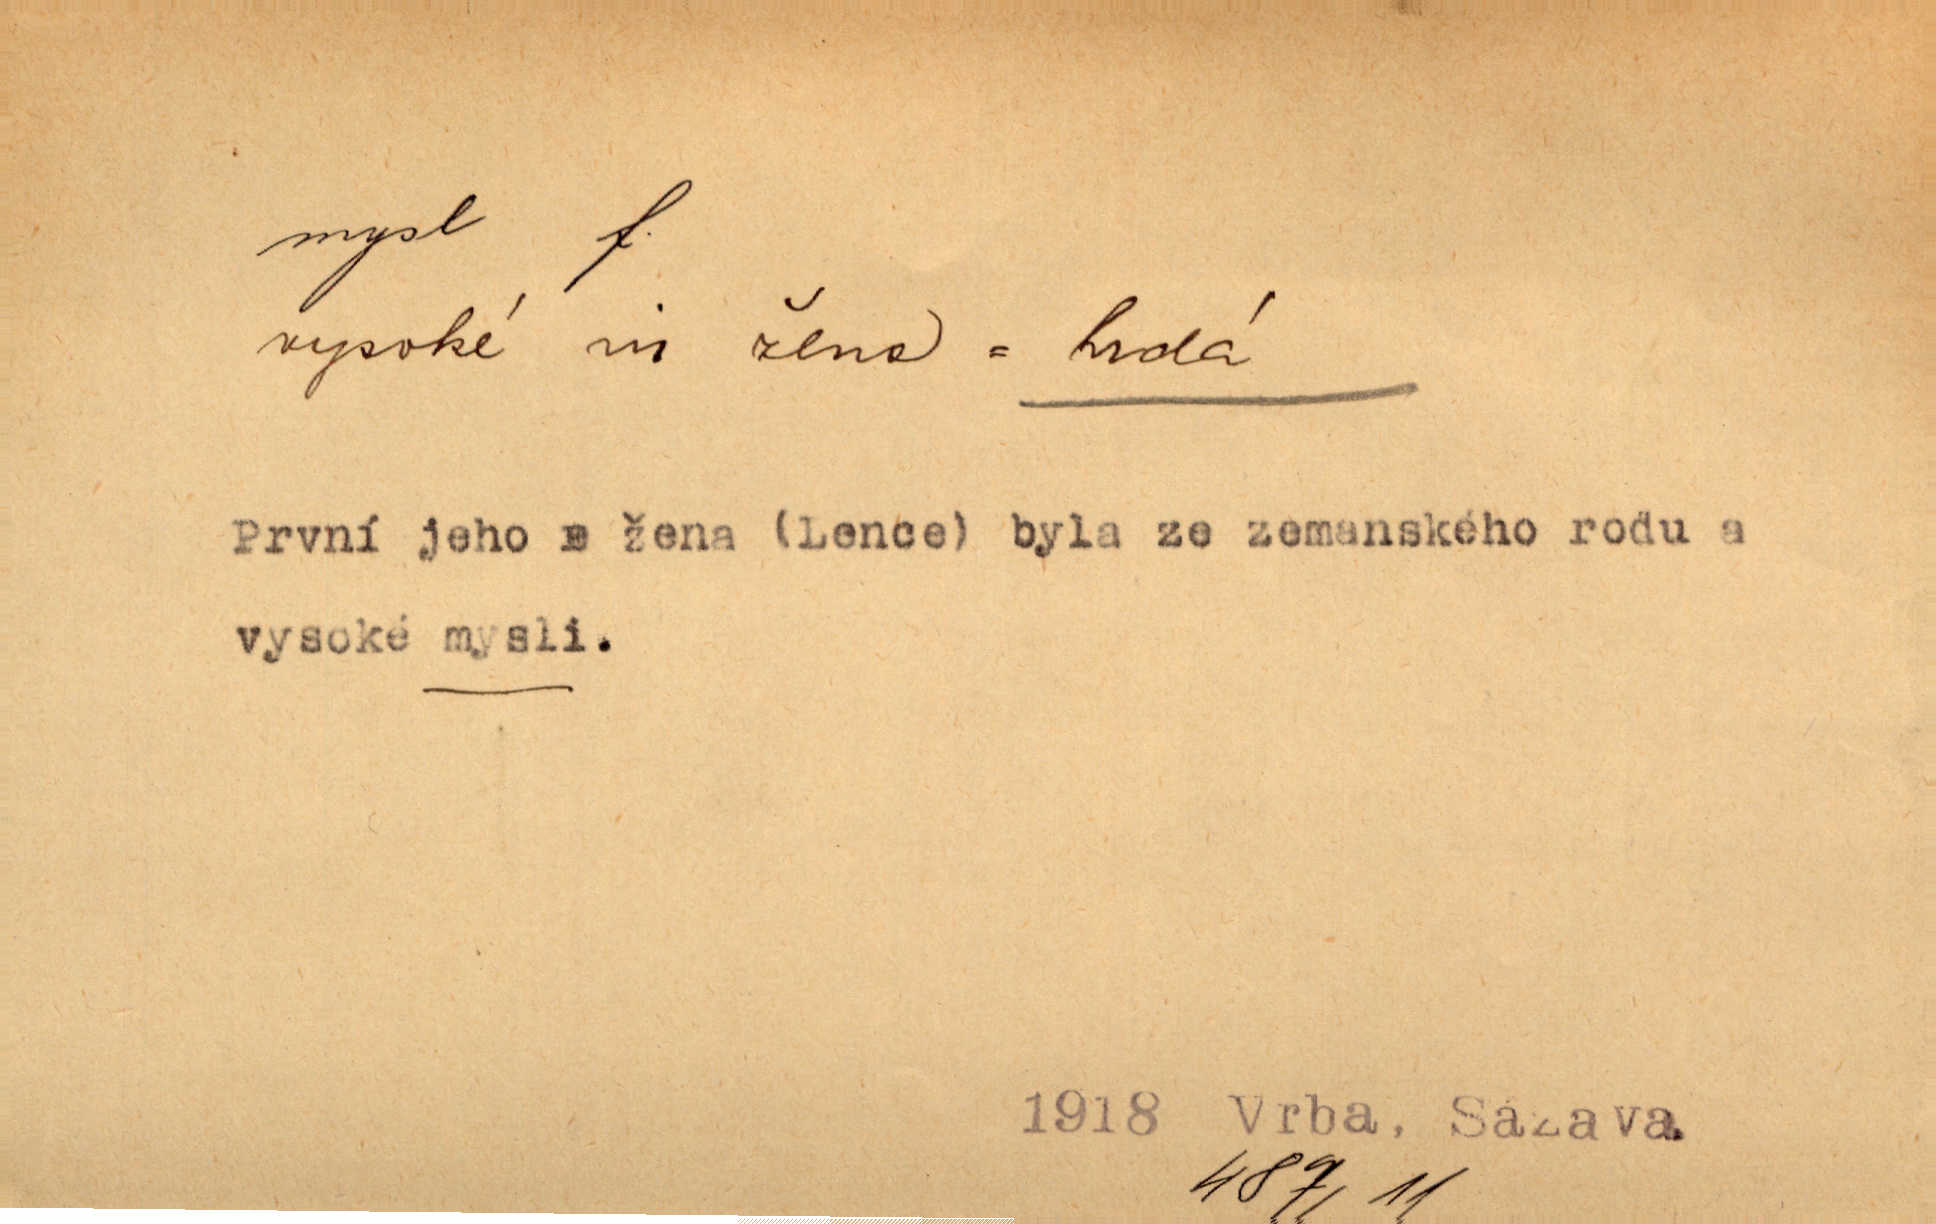 mysl f.
vysoké m žena) = hrdá
První jeho e žena (Lence) byla ze zemanského rodu a
vysoké mysli.
1918 Vrba, Sázava.
487, 11